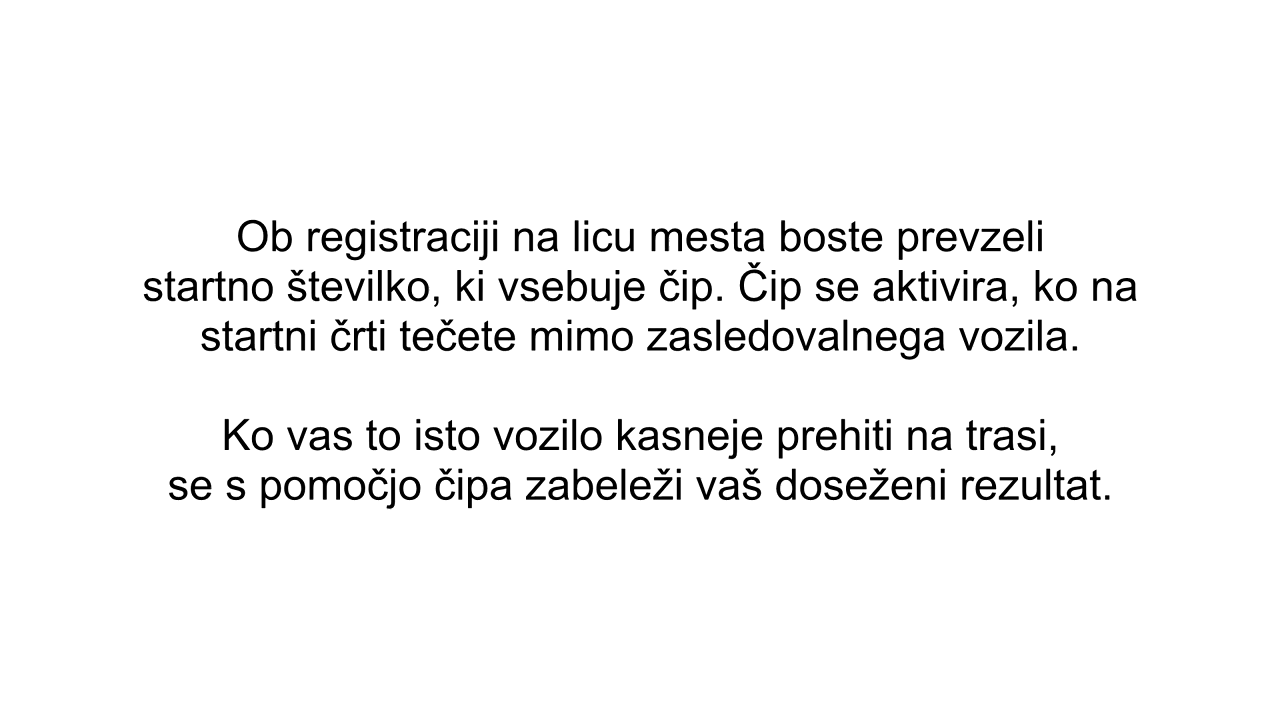 Ob registraciji na licu mesta boste prevzeli
startno številko, ki vsebuje čip. Čip se aktivira, ko na
startni črti tečete mimo zasledovalnega vozila.
Ko vas to isto vozilo kasneje prehiti na trasi,
se s pomočjo čipa zabeleži vaš doseženi rezultat.